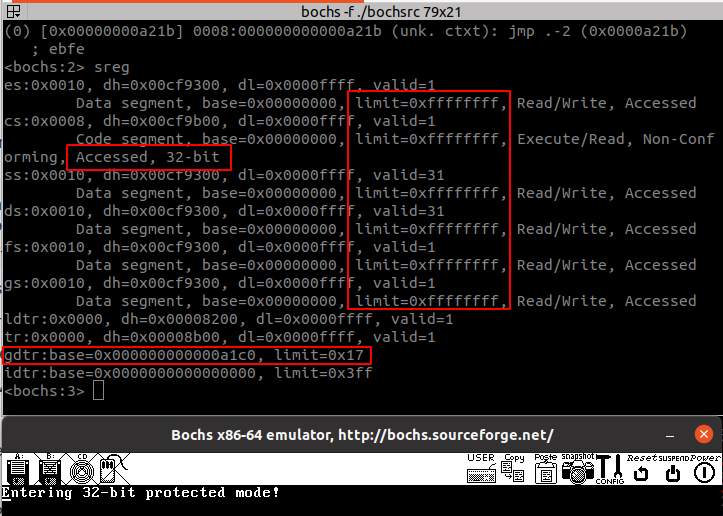 bochs -f ./bochsrc 79x21
(0) [0x00000000a21b] 0008:000000000000a21b (unk. ctxt): jmp .-2 (0x0000a21b)
; ebfe
<bochs:2> sreg
es:0x0010, dh=0x00cf9300, dl=0x0000ffff, valid=1
Data segment, base=0x00000000, limit=0xffffffff, Read/Write, Accessed
cs:0x0008, dh=0x00cf9b00, dl=0x0000ffff, valid=1
Code segment, base=0x00000000, limit=0xffffffff, Execute/Read, Non-Conf
orming, Accessed, 32-bit
ss:0x0010, dh=0x00cf9300, dl=0x0000ffff, valid=31
Data segment, base=0x00000000, limit=0xffffffff, Read/Write, Accessed
ds:0x0010, dh=0x00cf9300, dl=0x0000ffff, valid=31
Data segment, base=0x00000000, limit=0xffffffff, Read/Write, Accessed
fs:0x0010, dh=0x00cf9300, dl=0x0000ffff, valid=1
Data segment, base=0x00000000, limit=0xffffffff, Read/Write, Accessed
gs:0x0010, dh=0x00cf9300, dl=0x0000ffff, valid=1
Data segment, base=0x00000000, limit=0xffffffff, Read/Write, Accessed
ldtr:0x0000, dh=0x00008200, dl=0x0000ffff, valid=1
tr:0x0000, dh=0x00008b00, dl=0x0000ffff, valid=1
gdtr:base=0x000000000000a1c0, limit=0x17
idtr:base=0x0000000000000000, limit=0x3ff
<bochs:3>
Bochs x86-64 emulator, http://bochs.sourceforge.net/
A: B: CD USER Copy Paste snapshot CONFIG Reset SUSPEND Power
Entering 32-bit protected mode!